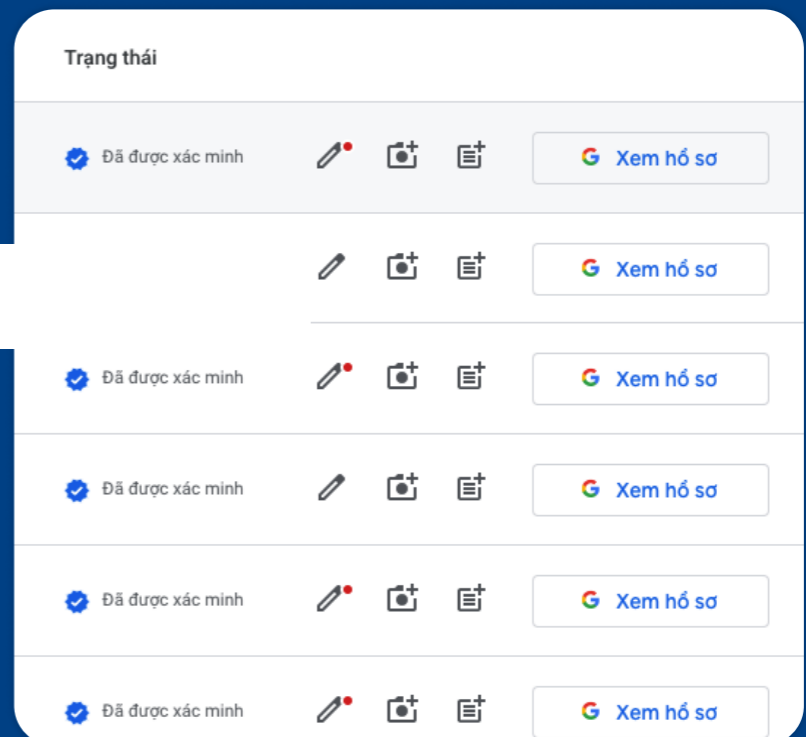 Trạng thái
Đã được xác minh Xem hồ sơ
Xem hồ sơ
Đã được xác minh Xem hồ sơ
Đã được xác minh Xem hồ sơ
Đã được xác minh Xem hồ sơ
Đã được xác minh Xem hồ sơ